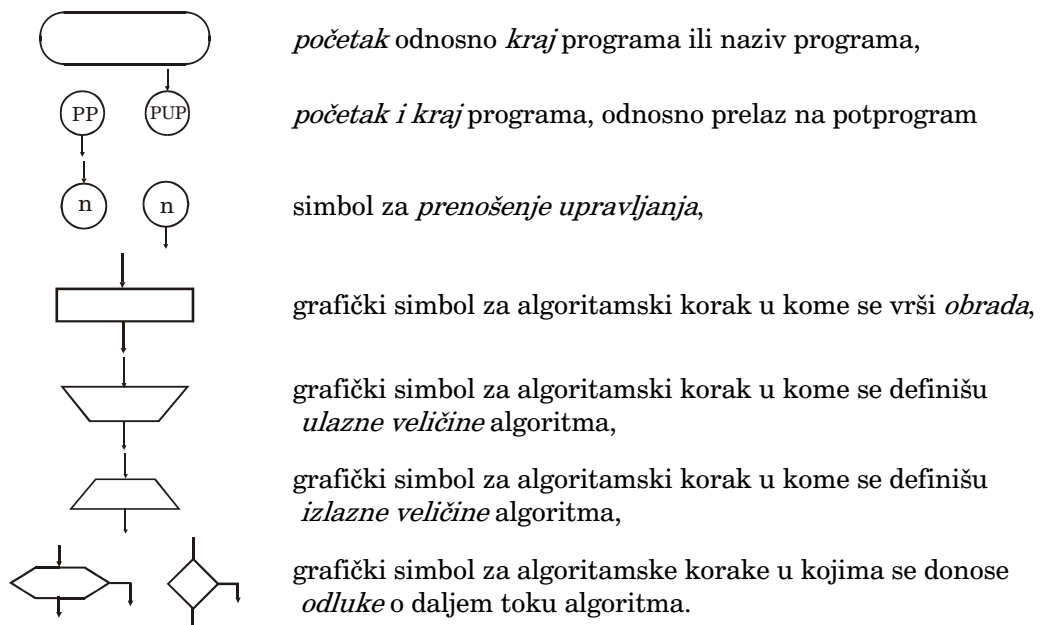 početak odnosno kraj programa ili naziv programa,
PP PUP početak i kraj programa, odnosno prelaz na potprogram
n n simbol za prenošenje upravljanja,
grafički simbol za algoritamski korak u kome se vrši obrada,
grafički simbol za algoritamski korak u kome se definišu
ulazne veličine algoritma,
grafički simbol za algoritamski korak u kome se definišu
izlazne veličine algoritma,
grafički simbol za algoritamske korake u kojima se donose
odluke o daljem toku algoritma.